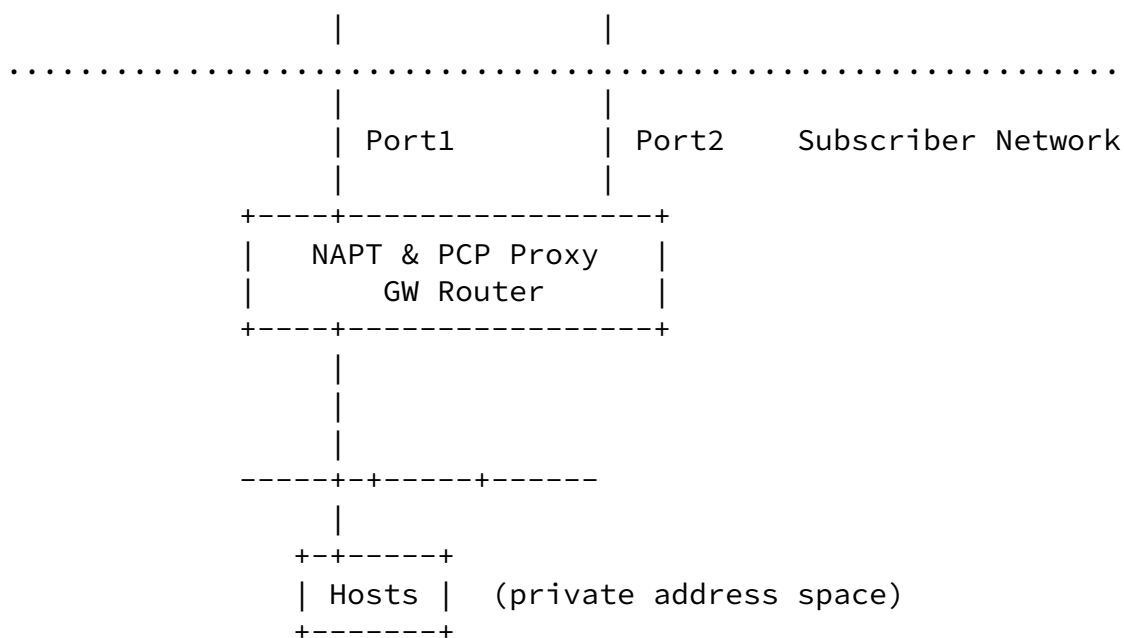 Port1 Port2 Subscriber Network
NAPT & PCP Proxy
GW Router
Hosts (private address space)